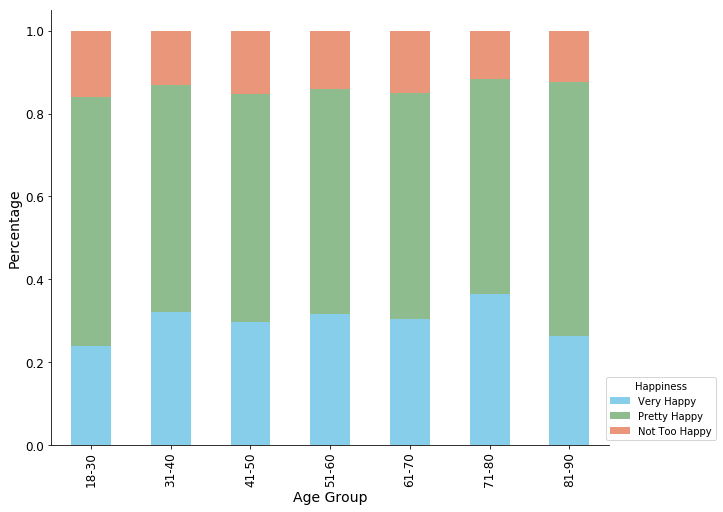 1.0
0.8
0.6
0.4
0.2
0.0
Percentage
18-30
31-40
41-50
51-60
61-70
71-80
81-90
Age Group
Happiness
Very Happy
Pretty Happy
Not Too Happy